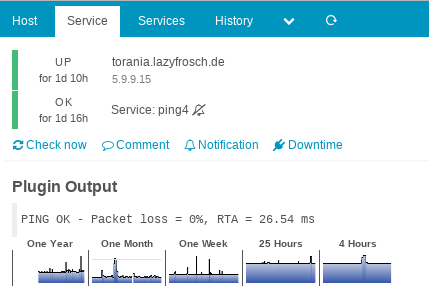 Host Service Services History
UP torania.lazyfrosch.de
for 1d 10h 5.9.9.15
OK
for 1d 16h Service: ping4
Check now Comment Notification Downtime
Plugin Output
PING OK - Packet loss = 0%, RTA = 26.54 ms
One Year One Month One Week 25 Hours 4 Hours